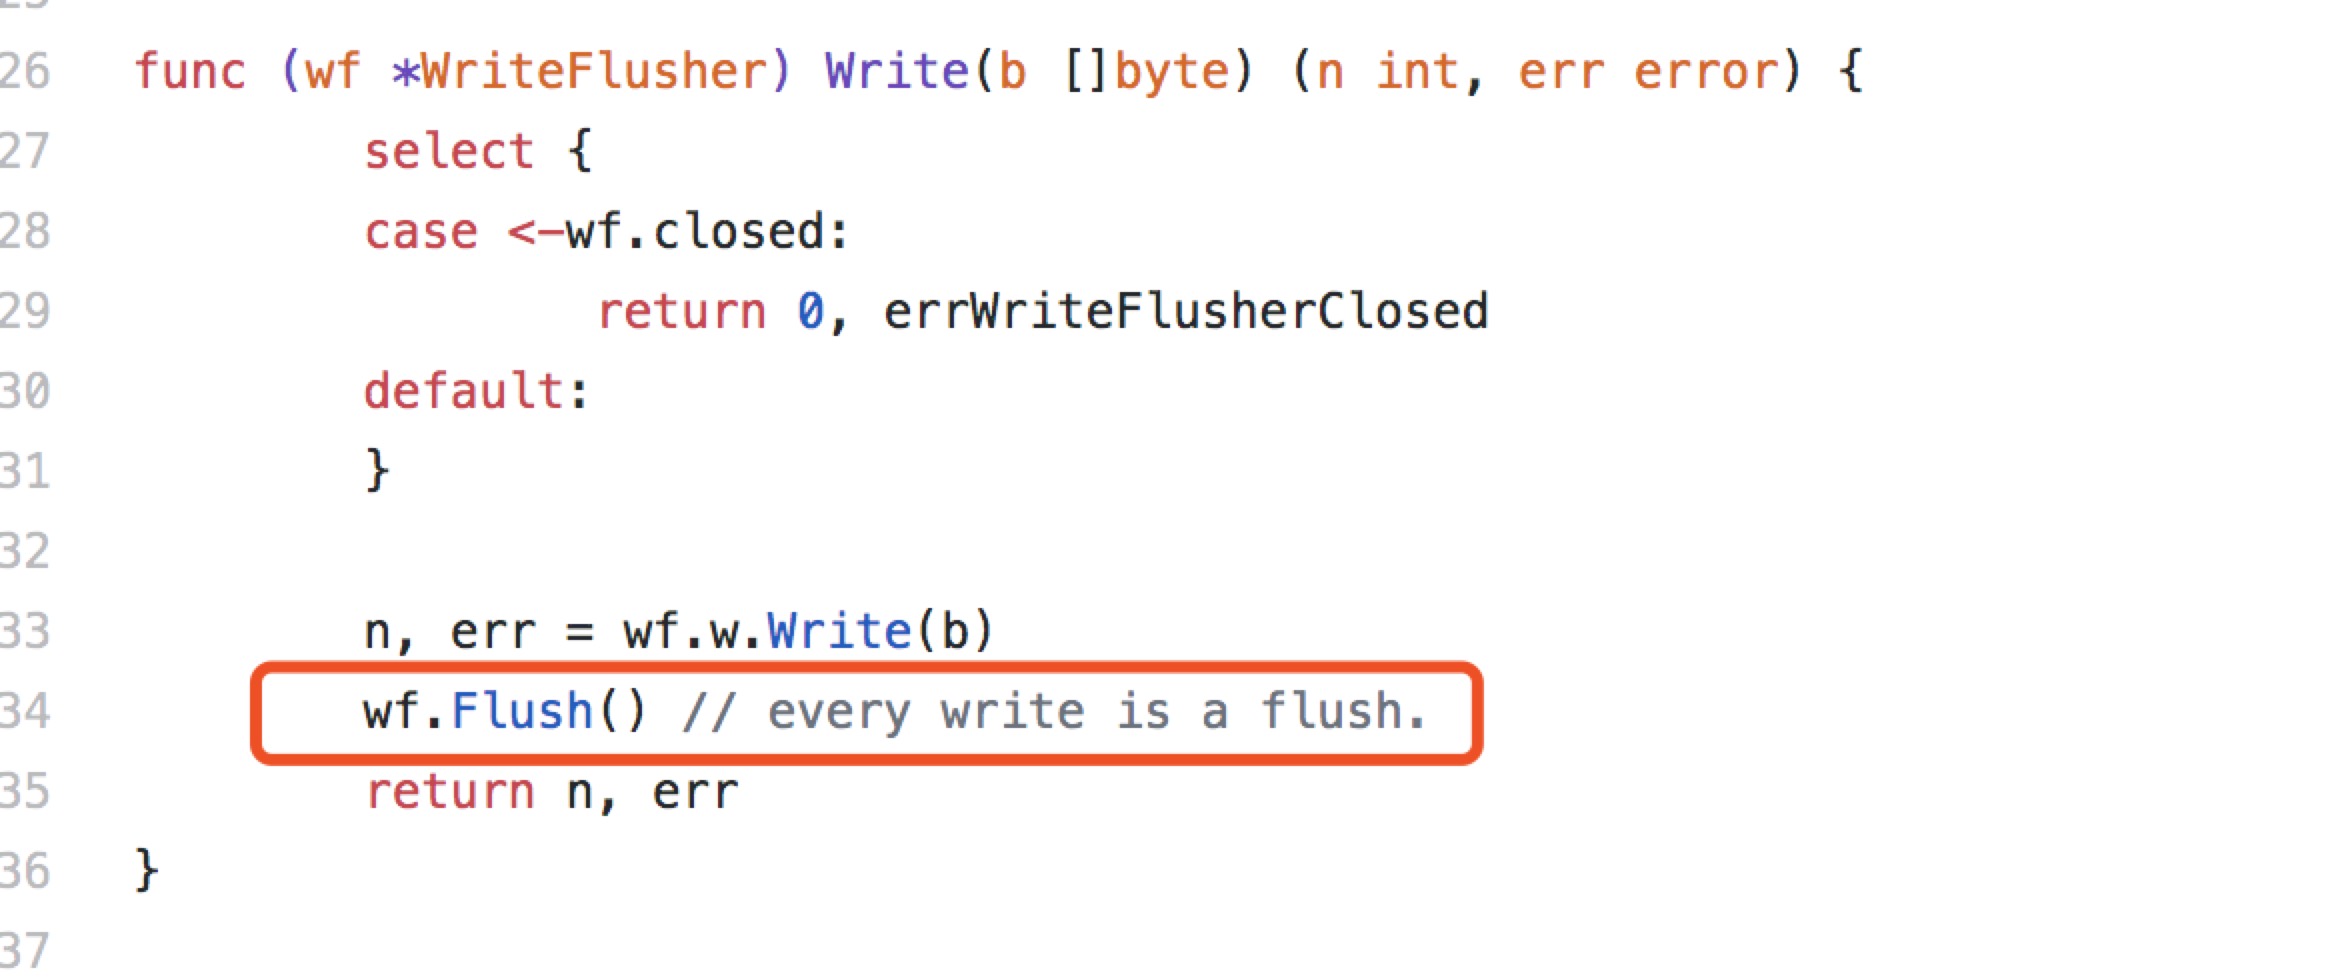 26 func (wf *WriteFlusher) Write(b []byte) (n int, err error) {
27 select {
28 case <-wf.closed:
29 return 0, errWriteFlusherClosed
30 default:
31 }
32
33 n, err = wf.w.Write(b)
34 wf.Flush() // every write is a flush.
35 return n, err
36 }
37